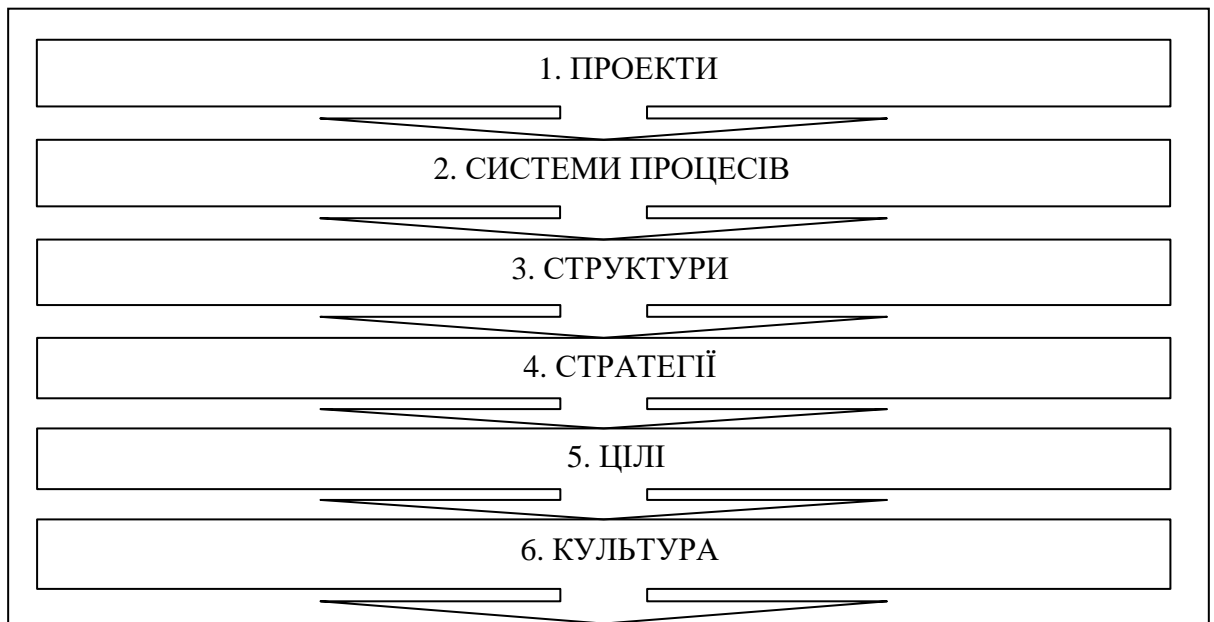 1. ПРОЕКТИ
2. СИСТЕМИ ПРОЦЕСІВ
3. СТРУКТУРИ
4. СТРАТЕГІЇ
5. ЦІЛІ
6. КУЛЬТУРА